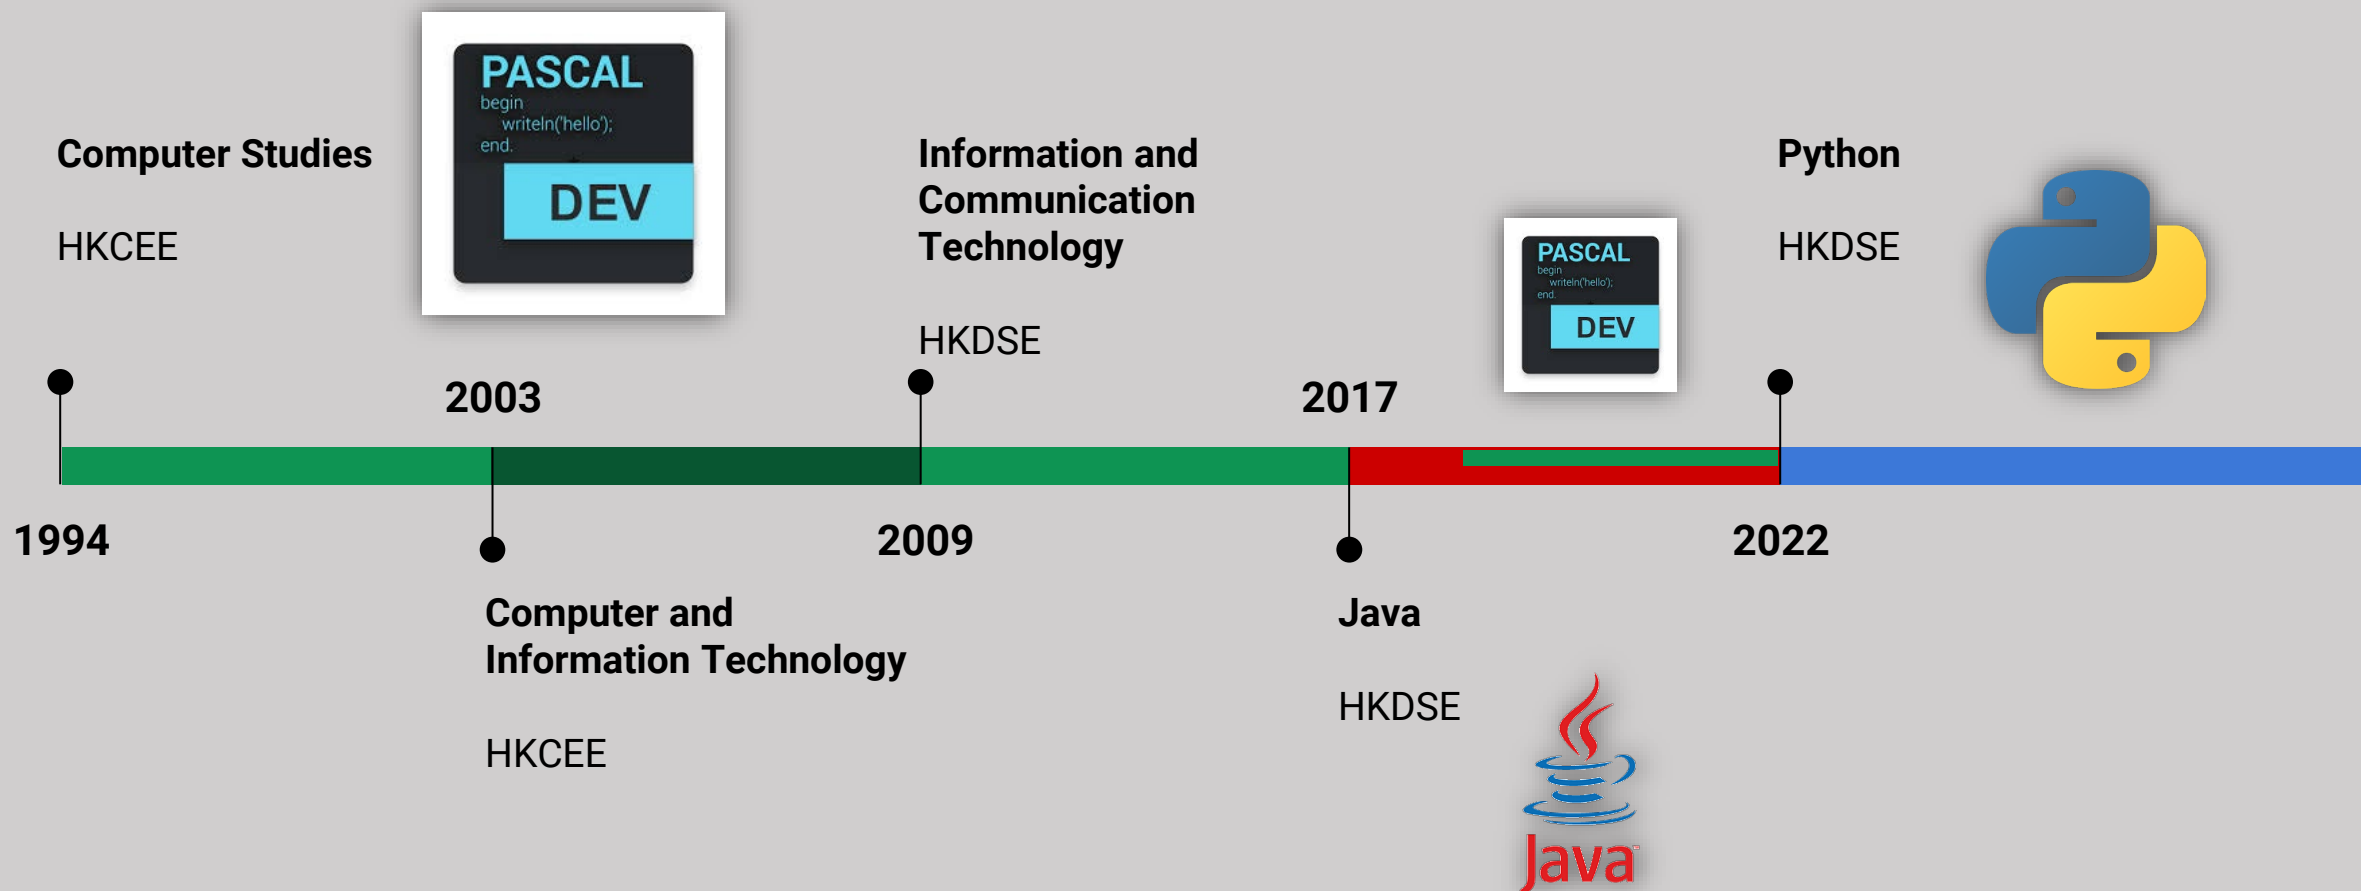 Computer Studies
HKCEE
PASCAL
begin
writeln('hello');
end.
DEV
Information and
Communication
Technology
HKDSE
PASCAL
begin
writeln('hello');
end.
DEV
Python
HKDSE
2003
2017
1994
2009
2022
Computer and
Information Technology
HKCEE
Java
HKDSE
Java